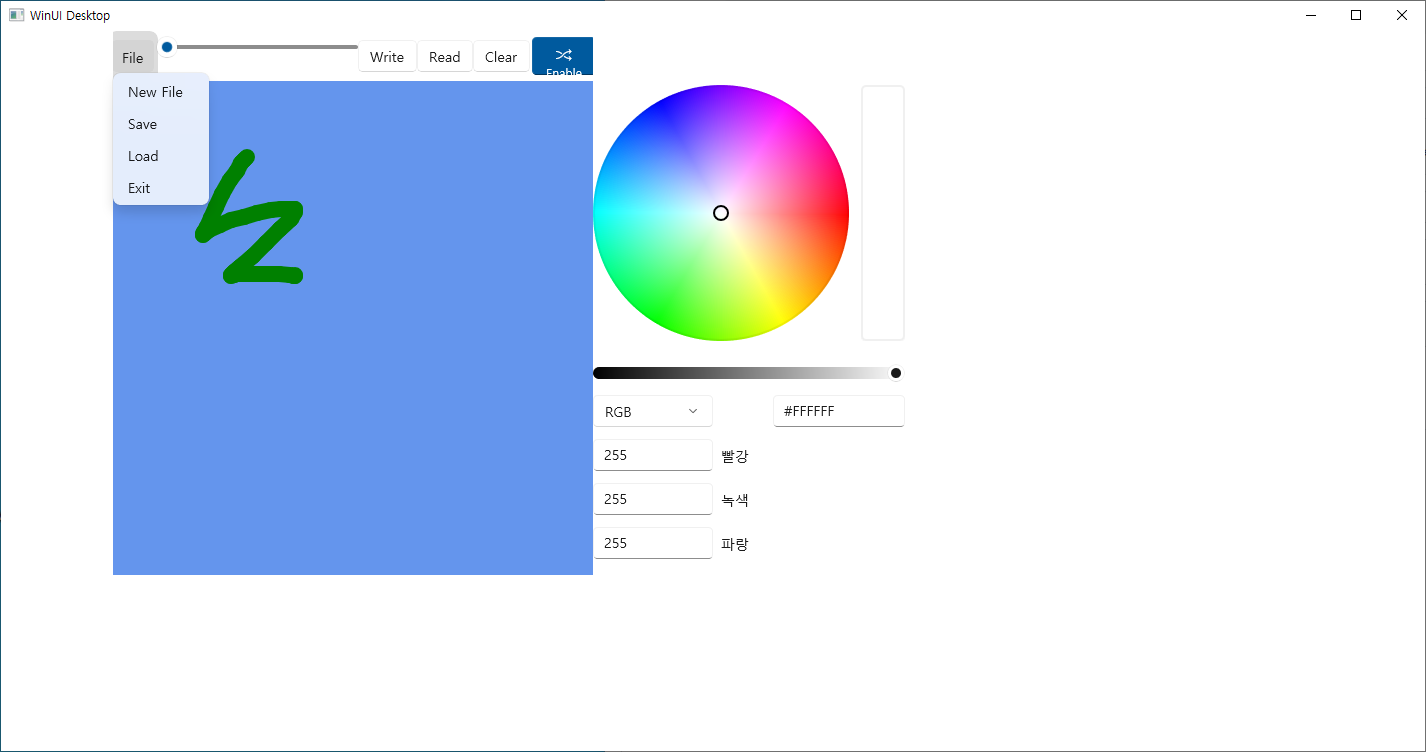 WinUI Desktop
File
Write Read Clear Enable
New File
Save
Load
Exit
RGB #FFFFFF
255 빨강
255 녹색
255 파랑